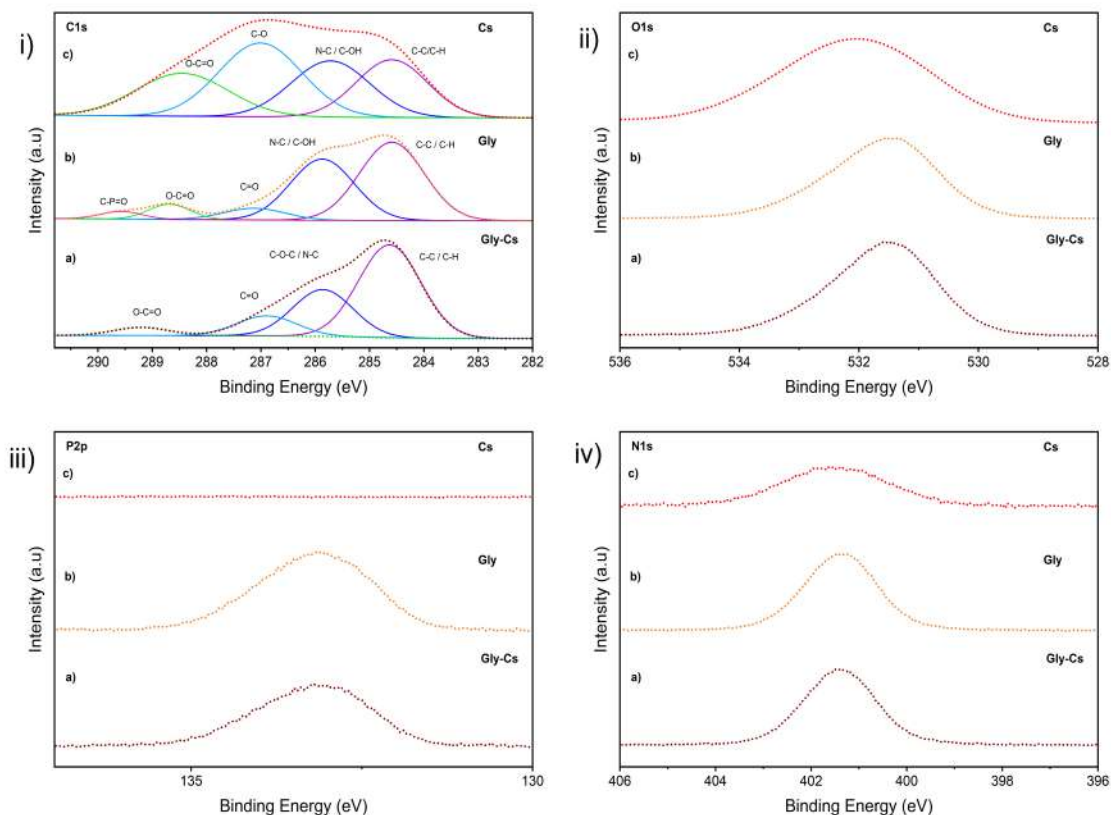 i)
C1s
Cs
c)
O-C=O
C-O
N-C / C-OH
C-C/C-H
b)
Gly
C-P=O
O-C=O
C=O
N-C / C-OH
C-C / C-H
a)
Gly-Cs
O-C=O
C=O
C-O-C / N-C
C-C / C-H
Intensity (a.u)
290 289 288 287 286 285 284 283 282
Binding Energy (eV)
ii)
O1s
Cs
c)
b)
Gly
a)
Gly-Cs
Intensity (a.u)
536 534 532 530 528
Binding Energy (eV)
iii)
P2p
Cs
c)
b)
Gly
a)
Gly-Cs
Intensity (a.u)
135 130
Binding Energy (eV)
iv)
N1s
Cs
c)
b)
Gly
a)
Gly-Cs
Intensity (a.u)
406 404 402 400 398 396
Binding Energy (eV)